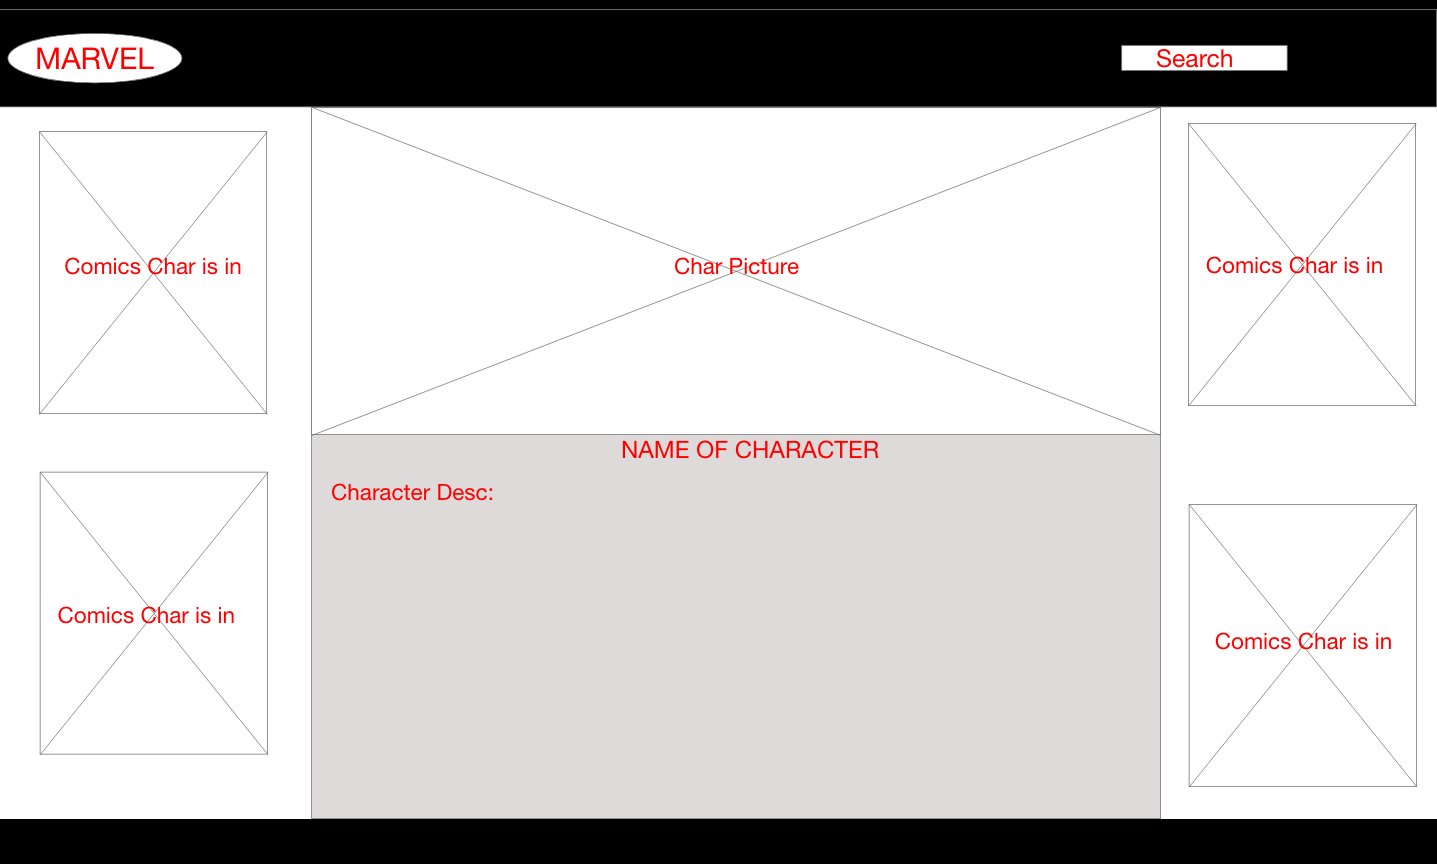 MARVEL
Search
Comics Char is in
Char Picture
Comics Char is in
NAME OF CHARACTER
Character Desc:
Comics Char is in
Comics Char is in